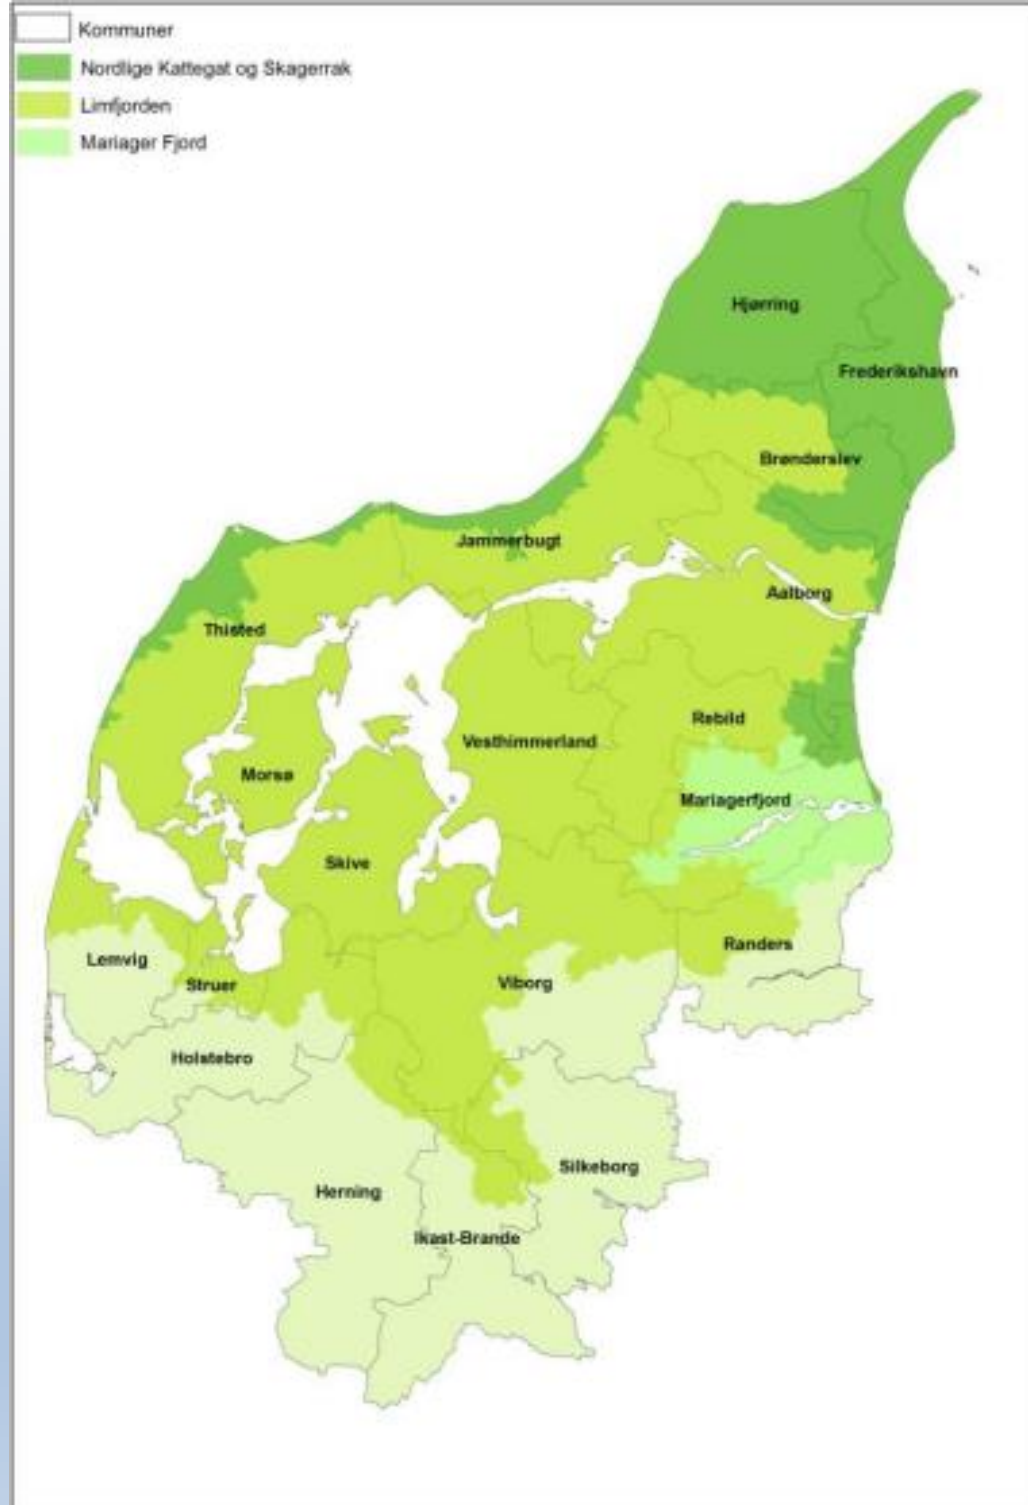 Kommuner
Nordlige Kattegat og Skagerrak
Limfjorden
Mariager Fjord
Hjørring
Frederikshavn
Brønderslev
Jammerbugt
Aalborg
Thisted
Rebild
Vesthimmerland
Morsø
Mariagerfjord
Skive
Randers
Lemvig
Viborg
Struer
Holstebro
Silkeborg
Herning
Ikast-Brande